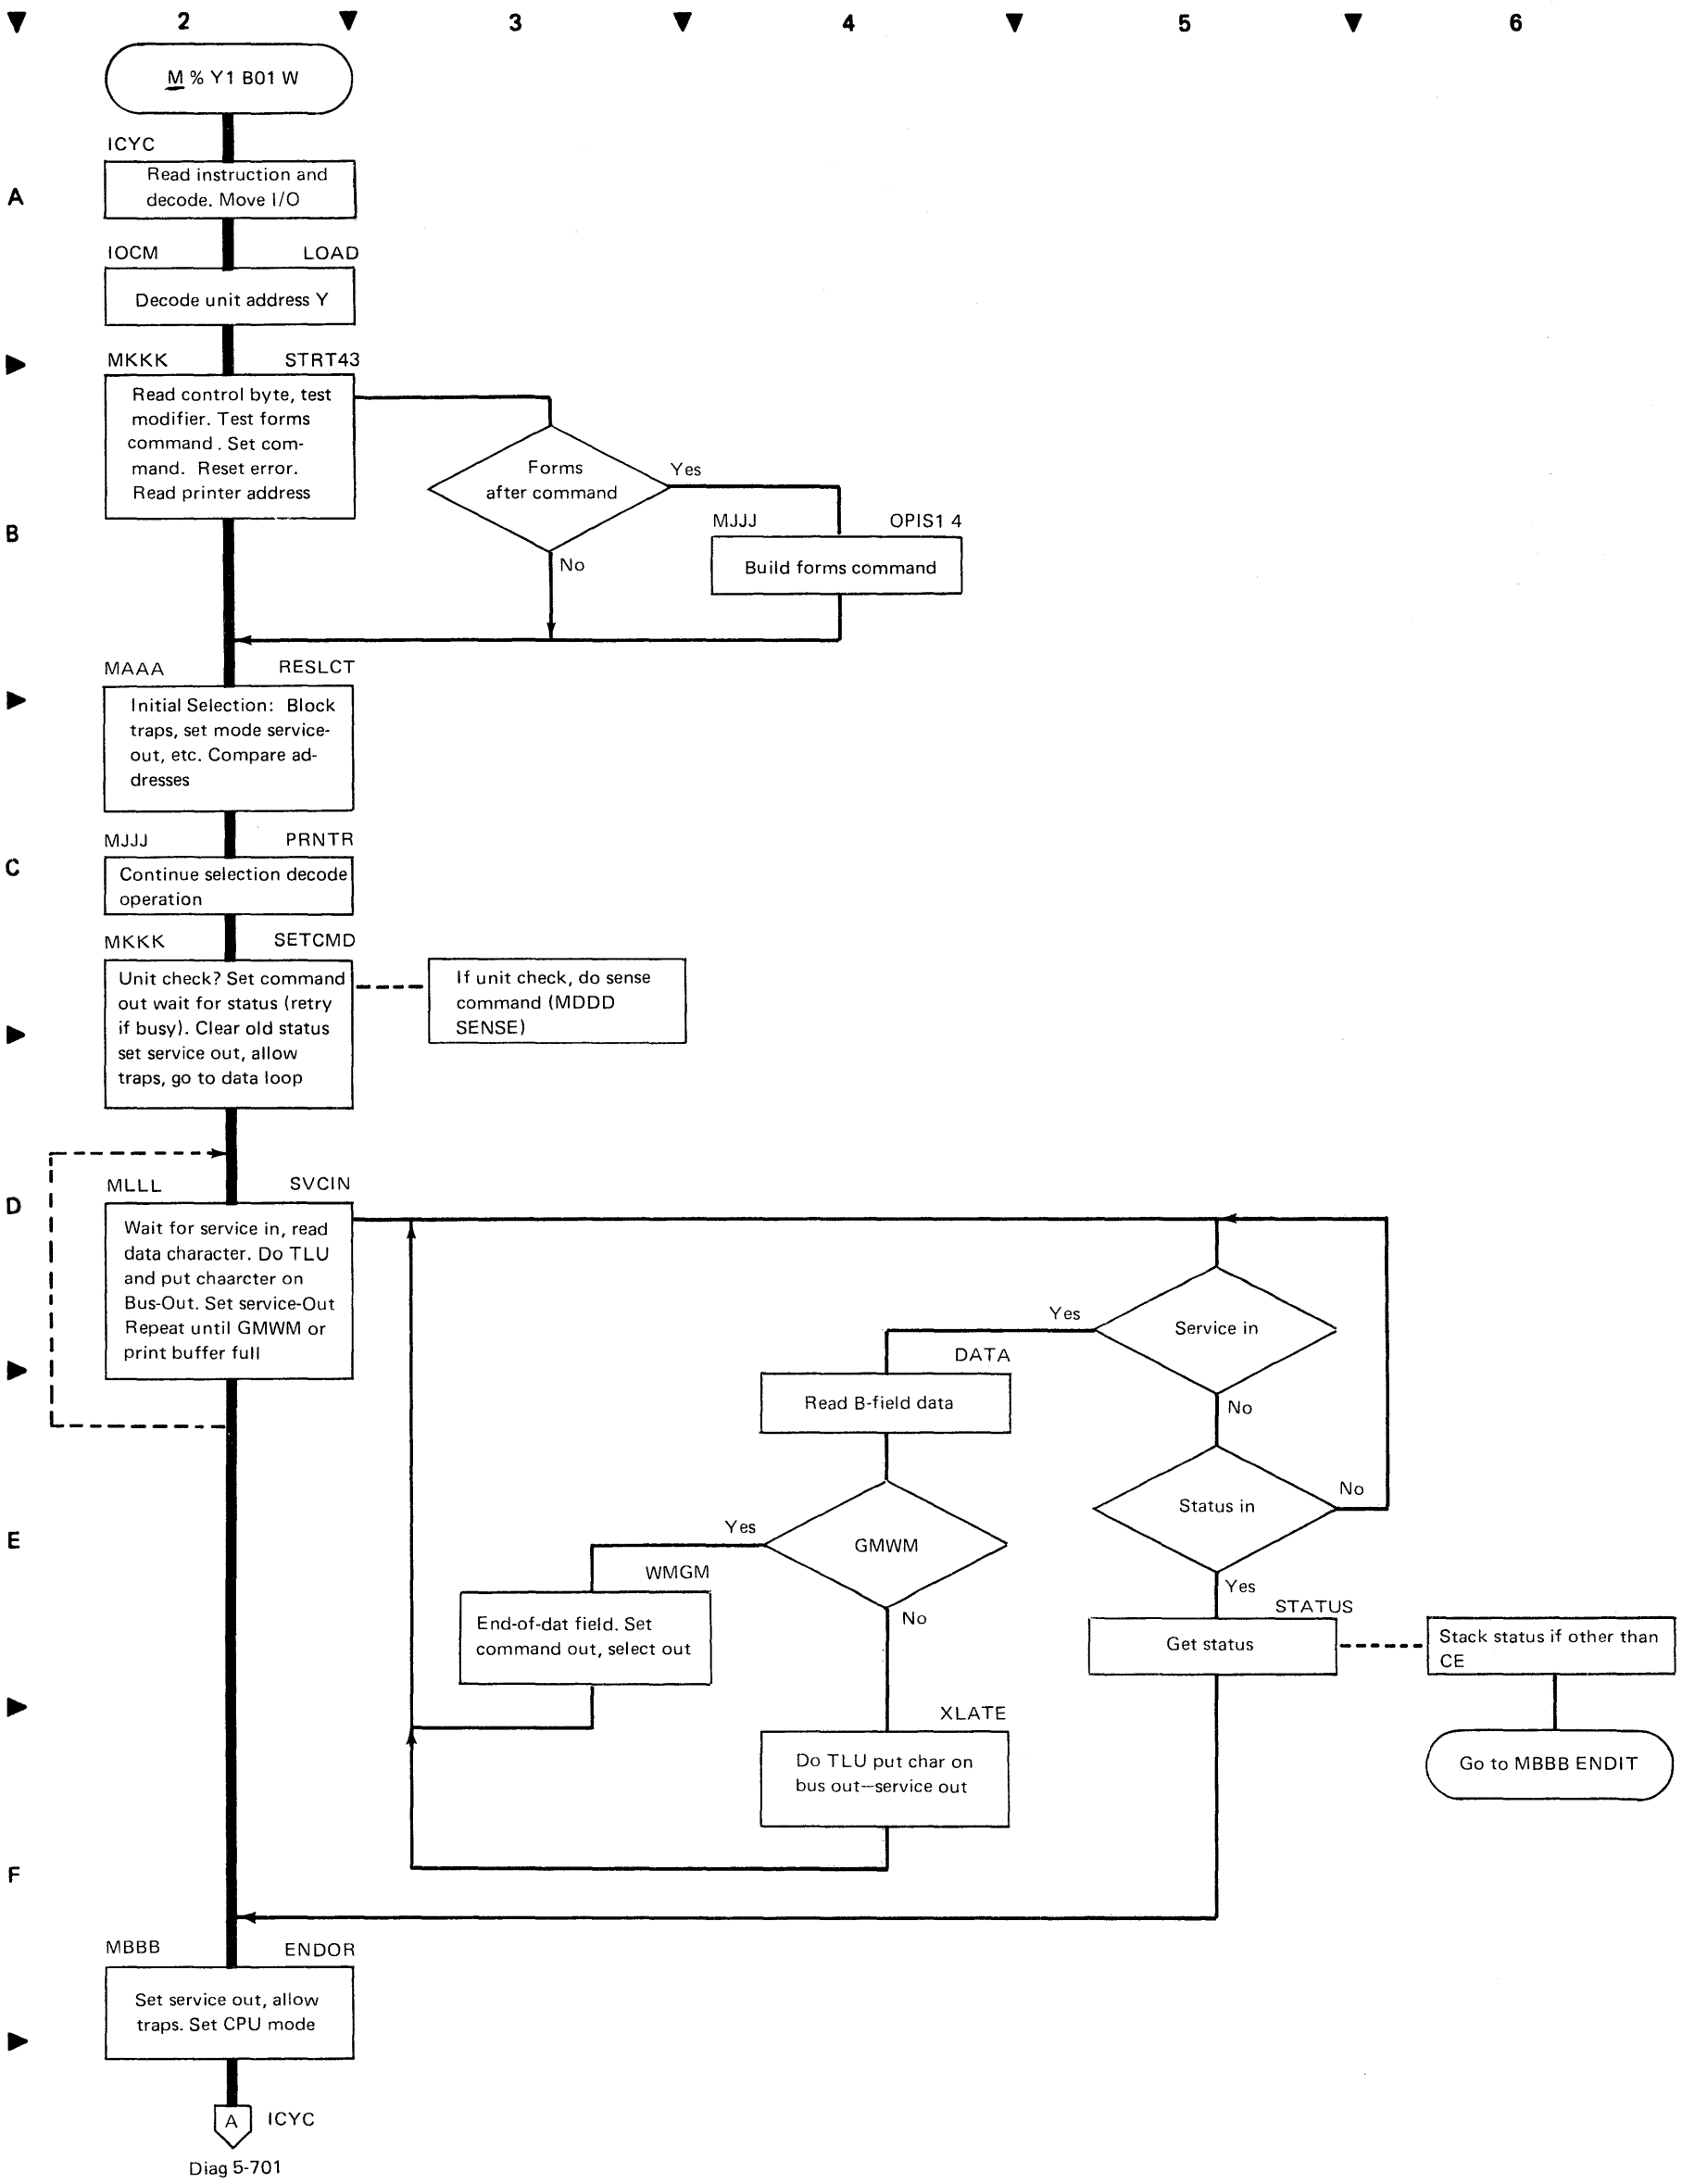 2 3 4 5 6
M % Y1 B01 W
ICYC
A
Read instruction and
decode. Move I/O
IOCM LOAD
Decode unit address Y
MKKK STRT43
Read control byte, test
modifier. Test forms
command . Set com-
mand. Reset error.
Read printer address
Forms
after command
Yes
No
B
MJJJ OPIS1 4
Build forms command
MAAA RESLCT
Initial Selection: Block
traps, set mode service-
out, etc. Compare ad-
dresses
MJJJ PRNTR
C
Continue selection decode
operation
MKKK SETCMD
Unit check? Set command
out wait for status (retry
if busy). Clear old status
set service out, allow
traps, go to data loop
If unit check, do sense
command (MDDD
SENSE)
D
MLLL SVCIN
Wait for service in, read
data character. Do TLU
and put chaarcter on
Bus-Out. Set service-Out
Repeat until GMWM or
print buffer full
Service in
Yes
No
DATA
Read B-field data
Status in
No
Yes
E
GMWM
Yes
No
WMGM
End-of-dat field. Set
command out, select out
STATUS
Get status
Stack status if other than
CE
XLATE
Do TLU put char on
bus out—service out
Go to MBBB ENDIT
F
MBBB ENDOR
Set service out, allow
traps. Set CPU mode
A ICYC
Diag 5-701